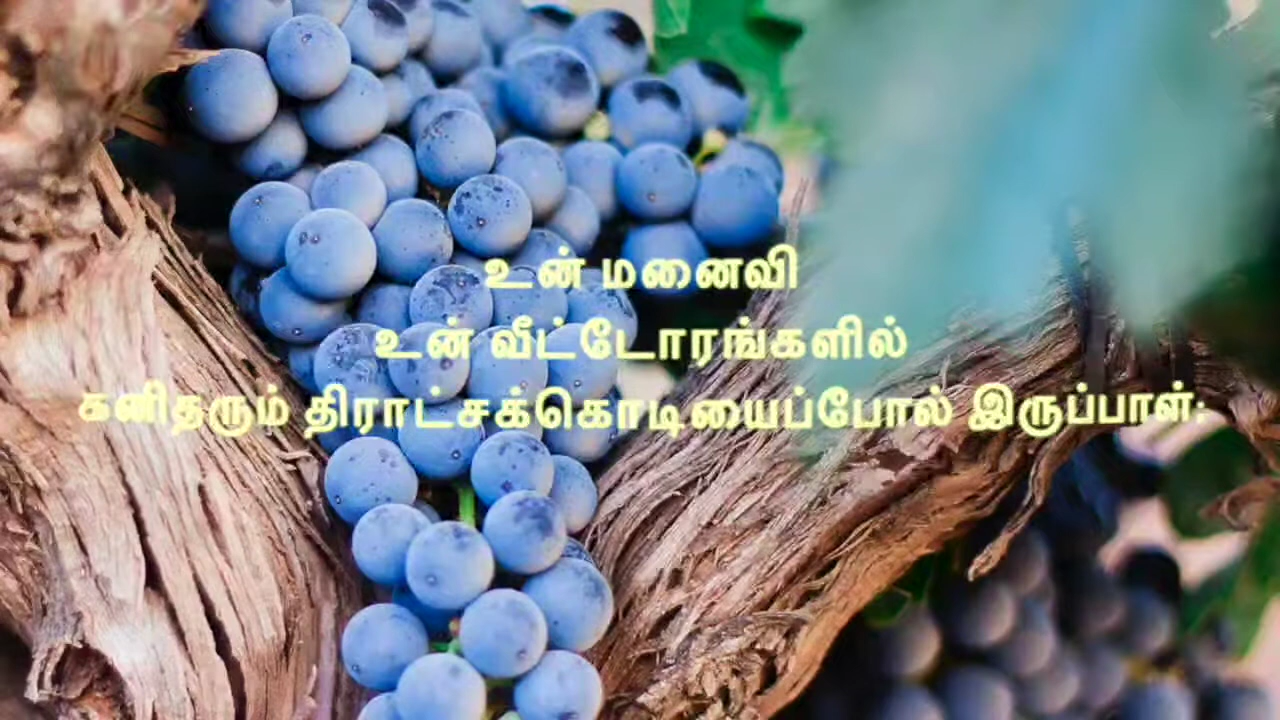 உன் மனைவி
உன் வீட்டோரங்களில்
கனிதரும் திராட்சக்கொடியைப்போல் இருப்பாள்;